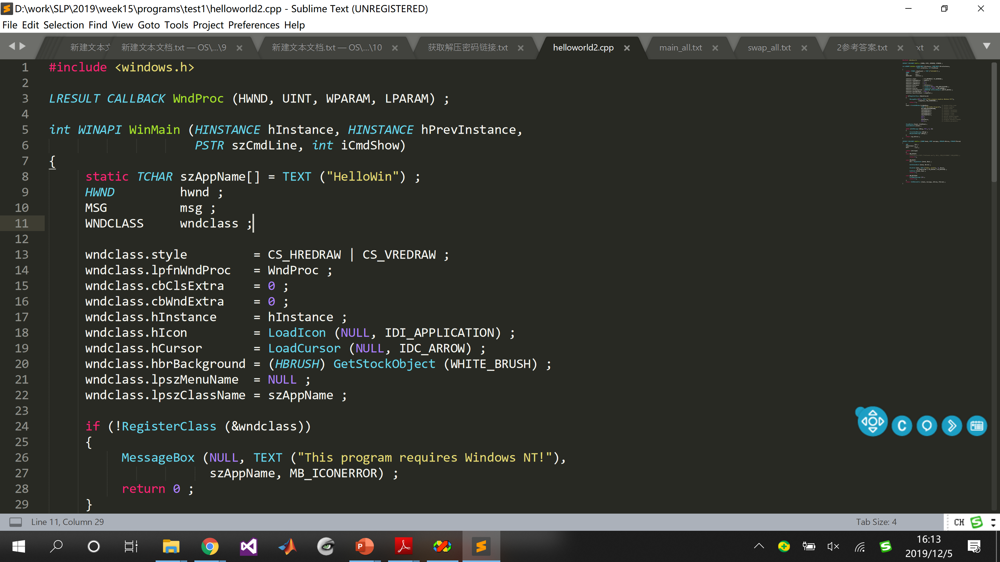 D:\work\SLP\2019\week15\programs\test1\helloworld2.cpp - Sublime Text (UNREGISTERED)
File Edit Selection Find View Goto Tools Project Preferences Help
新建文本文 新建文本文档.txt — OS\...\9 新建文本文档.txt — OS\...\10 获取解压密码链接.txt helloworld2.cpp main_all.txt swap_all.txt 2参考答案.txt xt
1 #include <windows.h>
2
3 LRESULT CALLBACK WndProc (HWND, UINT, WPARAM, LPARAM) ;
4
5 int WINAPI WinMain (HINSTANCE hInstance, HINSTANCE hPrevInstance,
6 PSTR szCmdLine, int iCmdShow)
7 {
8 static TCHAR szAppName[] = TEXT ("HelloWin") ;
9 HWND hwnd ;
10 MSG msg ;
11 WNDCLASS wndclass ;
12
13 wndclass.style = CS_HREDRAW | CS_VREDRAW ;
14 wndclass.lpfnWndProc = WndProc ;
15 wndclass.cbClsExtra = 0 ;
16 wndclass.cbWndExtra = 0 ;
17 wndclass.hInstance = hInstance ;
18 wndclass.hIcon = LoadIcon (NULL, IDI_APPLICATION) ;
19 wndclass.hCursor = LoadCursor (NULL, IDC_ARROW) ;
20 wndclass.hbrBackground = (HBRUSH) GetStockObject (WHITE_BRUSH) ;
21 wndclass.lpszMenuName = NULL ;
22 wndclass.lpszClassName = szAppName ;
23
24 if (!RegisterClass (&wndclass))
25 {
26 MessageBox (NULL, TEXT ("This program requires Windows NT!"),
27 szAppName, MB_ICONERROR) ;
28 return 0 ;
29 }
Line 11, Column 29
Tab Size: 4
CH
16:13
2019/12/5